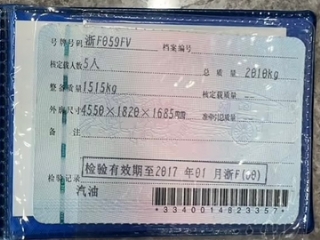 号牌号码 浙F059FV 档案编号
核定载人数 5人 总质量 2010kg
整备质量 1515kg 核定载质量
外廓尺寸 4550×1820×1685mm 准牵引总质量
备注
检验记录 检验有效期至2017年01月浙F(00)
汽油
*3340014823357*